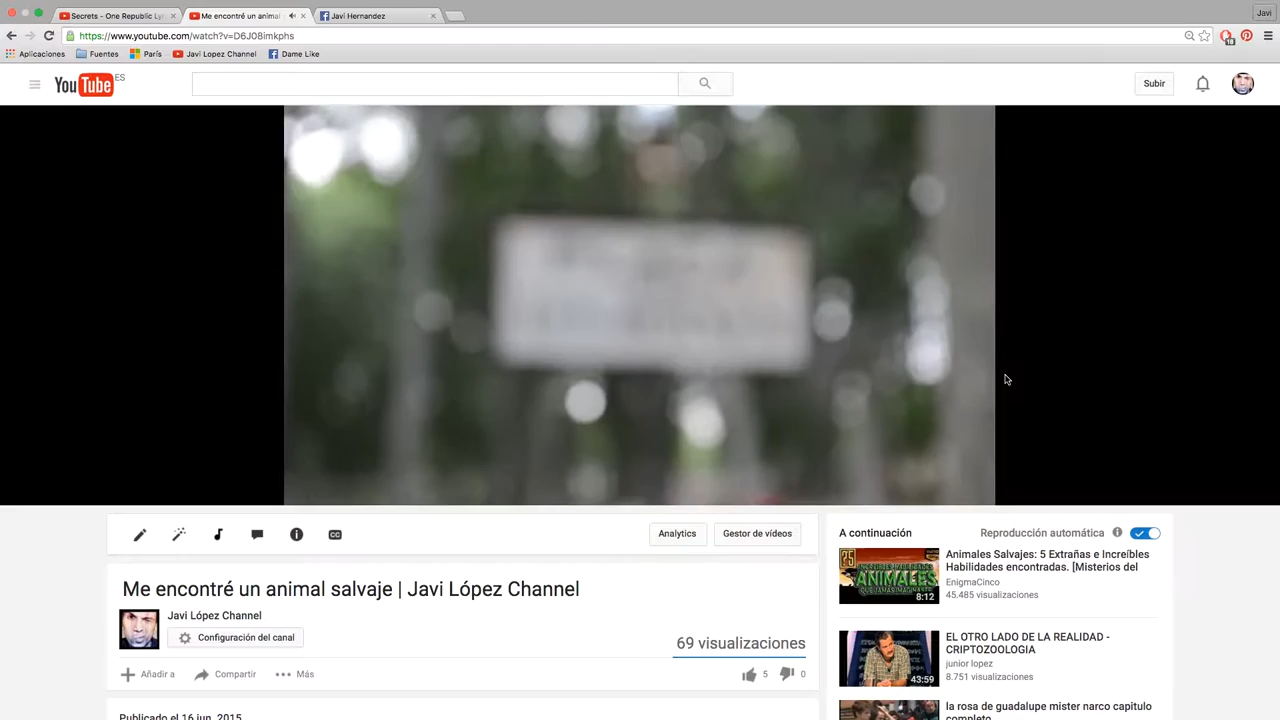 Secrets - One Republic Lyr
Me encontré un animal
Javi Hernandez
Javi
https://www.youtube.com/watch?v=D6J08imkphs
Aplicaciones
Fuentes
París
Javi Lopez Channel
Dame Like
YouTube ES
Subir
Analytics
Gestor de vídeos
Me encontré un animal salvaje | Javi López Channel
Javi López Channel
Configuración del canal
69 visualizaciones
Añadir a
Compartir
Más
5
0
Publicado el 16 jun. 2015
A continuación
Reproducción automática
Animales Salvajes: 5 Extrañas e Increíbles
Habilidades encontradas. [Misterios del
EnigmaCinco
45.485 visualizaciones
ANIMALES
8:12
EL OTRO LADO DE LA REALIDAD -
CRIPTOZOOLOGIA
junior lopez
8.751 visualizaciones
43:59
la rosa de guadalupe mister narco capitulo
completo